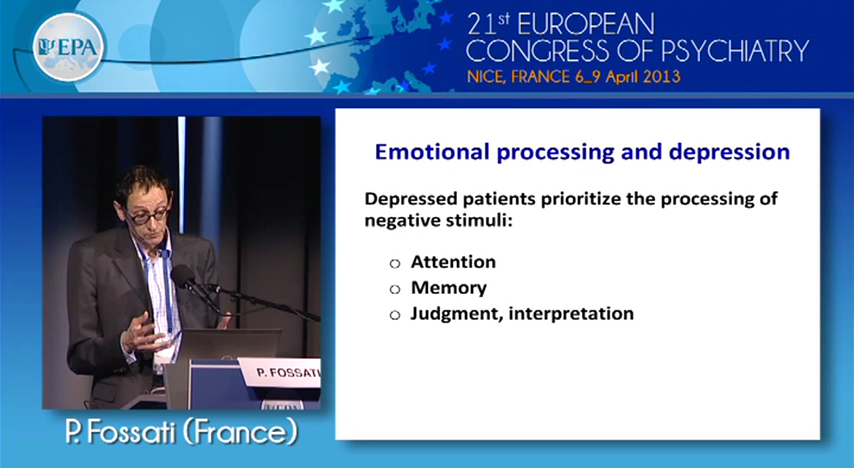 EPA
21st EUROPEAN
CONGRESS OF PSYCHIATRY
NICE, FRANCE 6_9 April 2013
Emotional processing and depression
Depressed patients prioritize the processing of
negative stimuli:
o Attention
o Memory
o Judgment, interpretation
P. FOSSATI
P. Fossati (France)